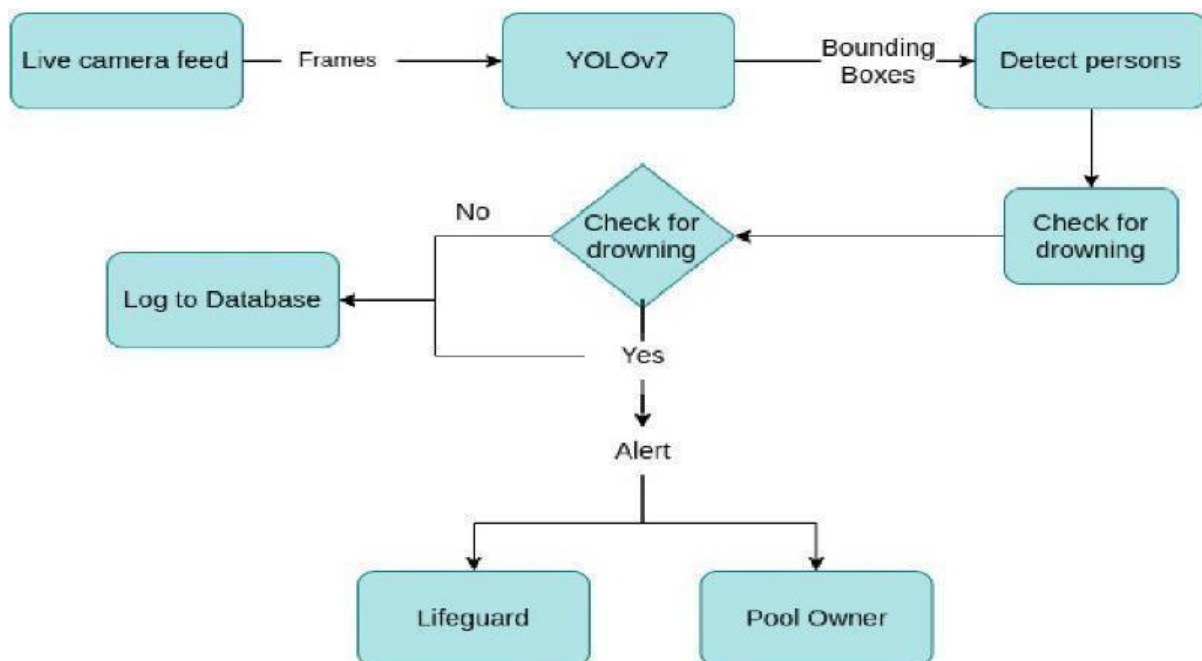 Live camera feed
Frames
YOLOv7
Bounding
Boxes
Detect persons
No
Check for
drowning
Check for
drowning
Log to Database
Yes
Alert
Lifeguard
Pool Owner